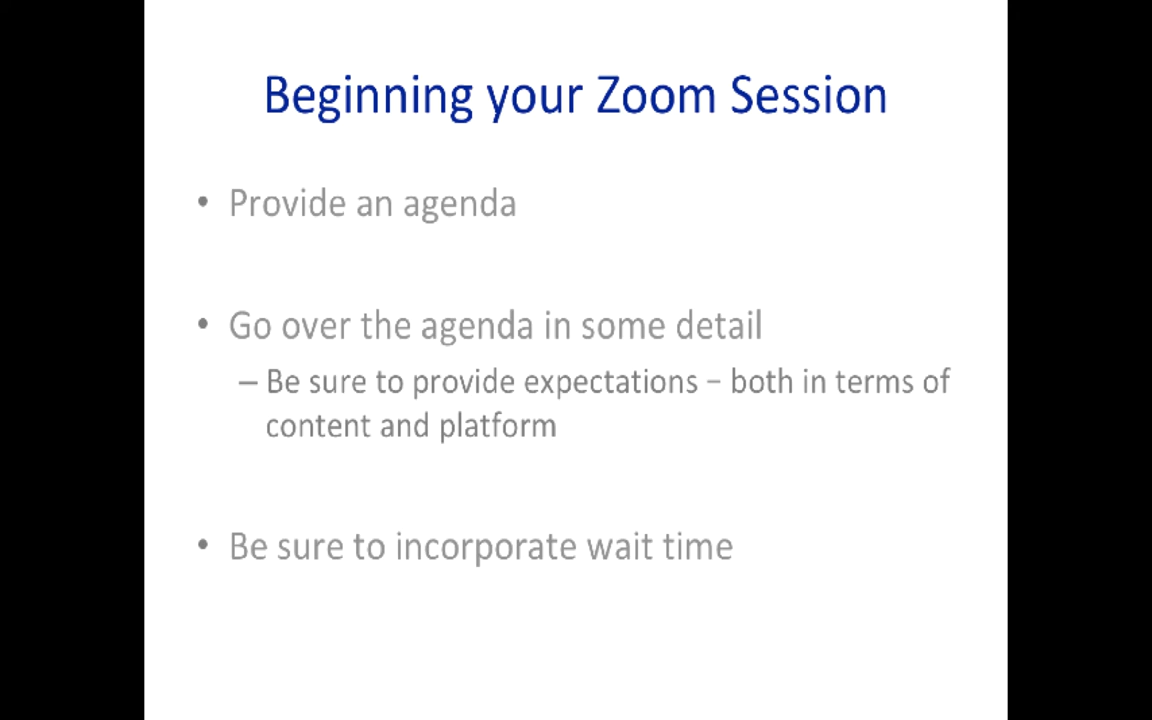 Beginning your Zoom Session
• Provide an agenda
• Go over the agenda in some detail
– Be sure to provide expectations – both in terms of
content and platform
• Be sure to incorporate wait time